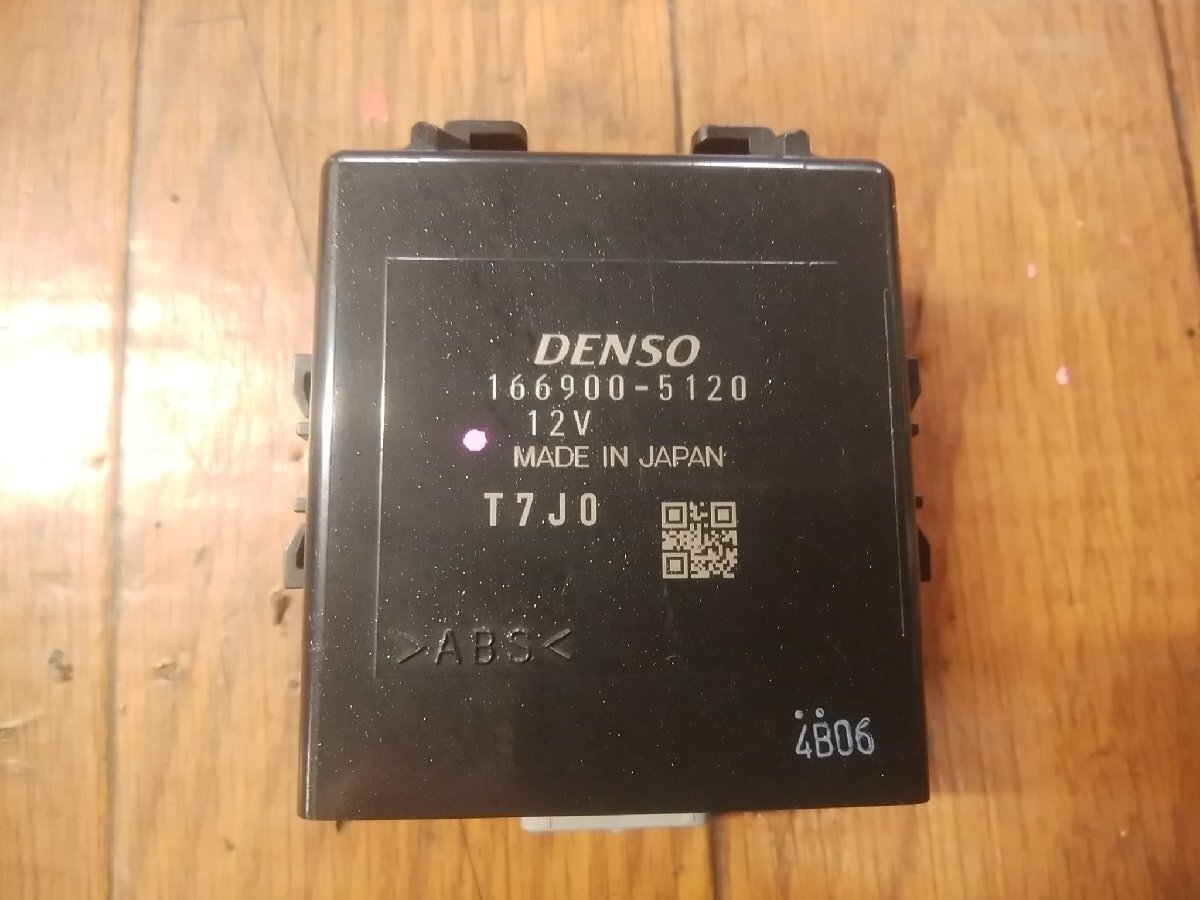 DENSO
166900-5120
12V
MADE IN JAPAN
T7J0
>ABS<
4B06